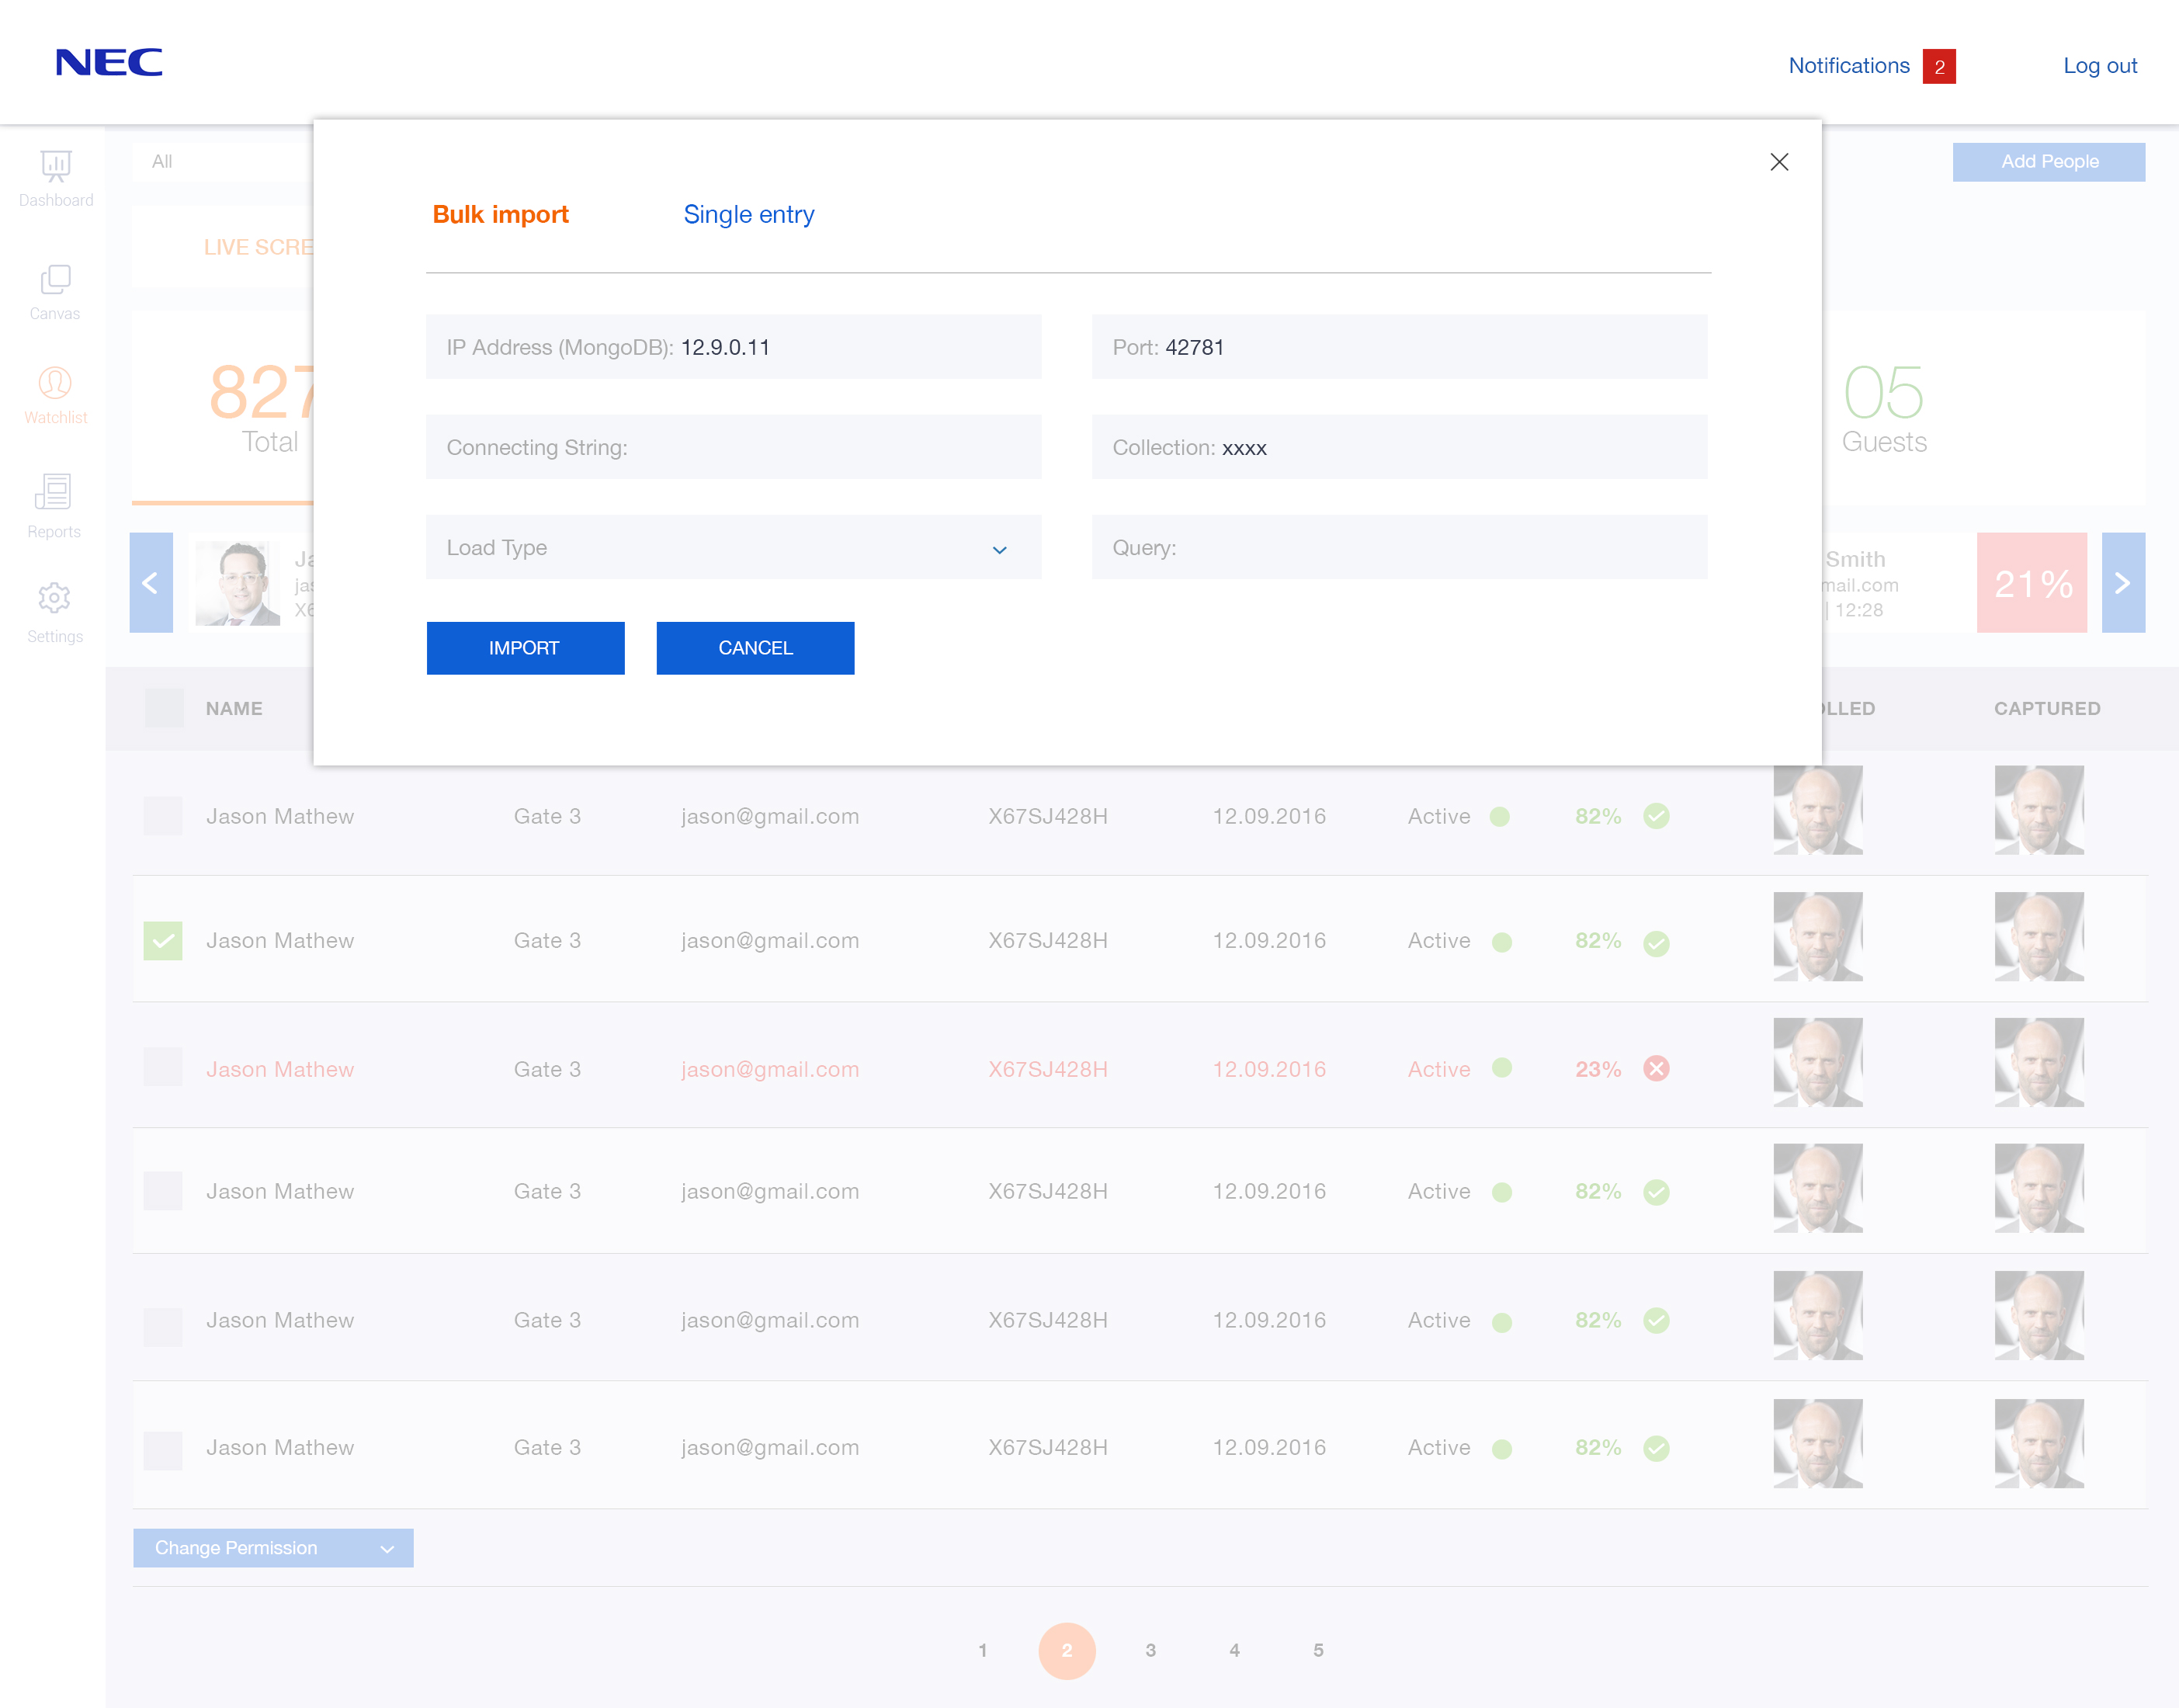 NEC
Notifications 2
Log out
All
Add People
Dashboard
Canvas
Watchlist
Reports
Settings
LIVE SCRE
827
Total
Bulk import
Single entry
IP Address (MongoDB): 12.9.0.11
Port: 42781
Connecting String:
Collection: xxxx
Load Type
Query:
IMPORT
CANCEL
05
Guests
Smith
mail.com
| 12:28
21%
NAME
CAPTURED
Jason Mathew Gate 3 jason@gmail.com X67SJ428H 12.09.2016 Active 82%
Jason Mathew Gate 3 jason@gmail.com X67SJ428H 12.09.2016 Active 82%
Jason Mathew Gate 3 jason@gmail.com X67SJ428H 12.09.2016 Active 23%
Jason Mathew Gate 3 jason@gmail.com X67SJ428H 12.09.2016 Active 82%
Jason Mathew Gate 3 jason@gmail.com X67SJ428H 12.09.2016 Active 82%
Jason Mathew Gate 3 jason@gmail.com X67SJ428H 12.09.2016 Active 82%
Change Permission
1 2 3 4 5